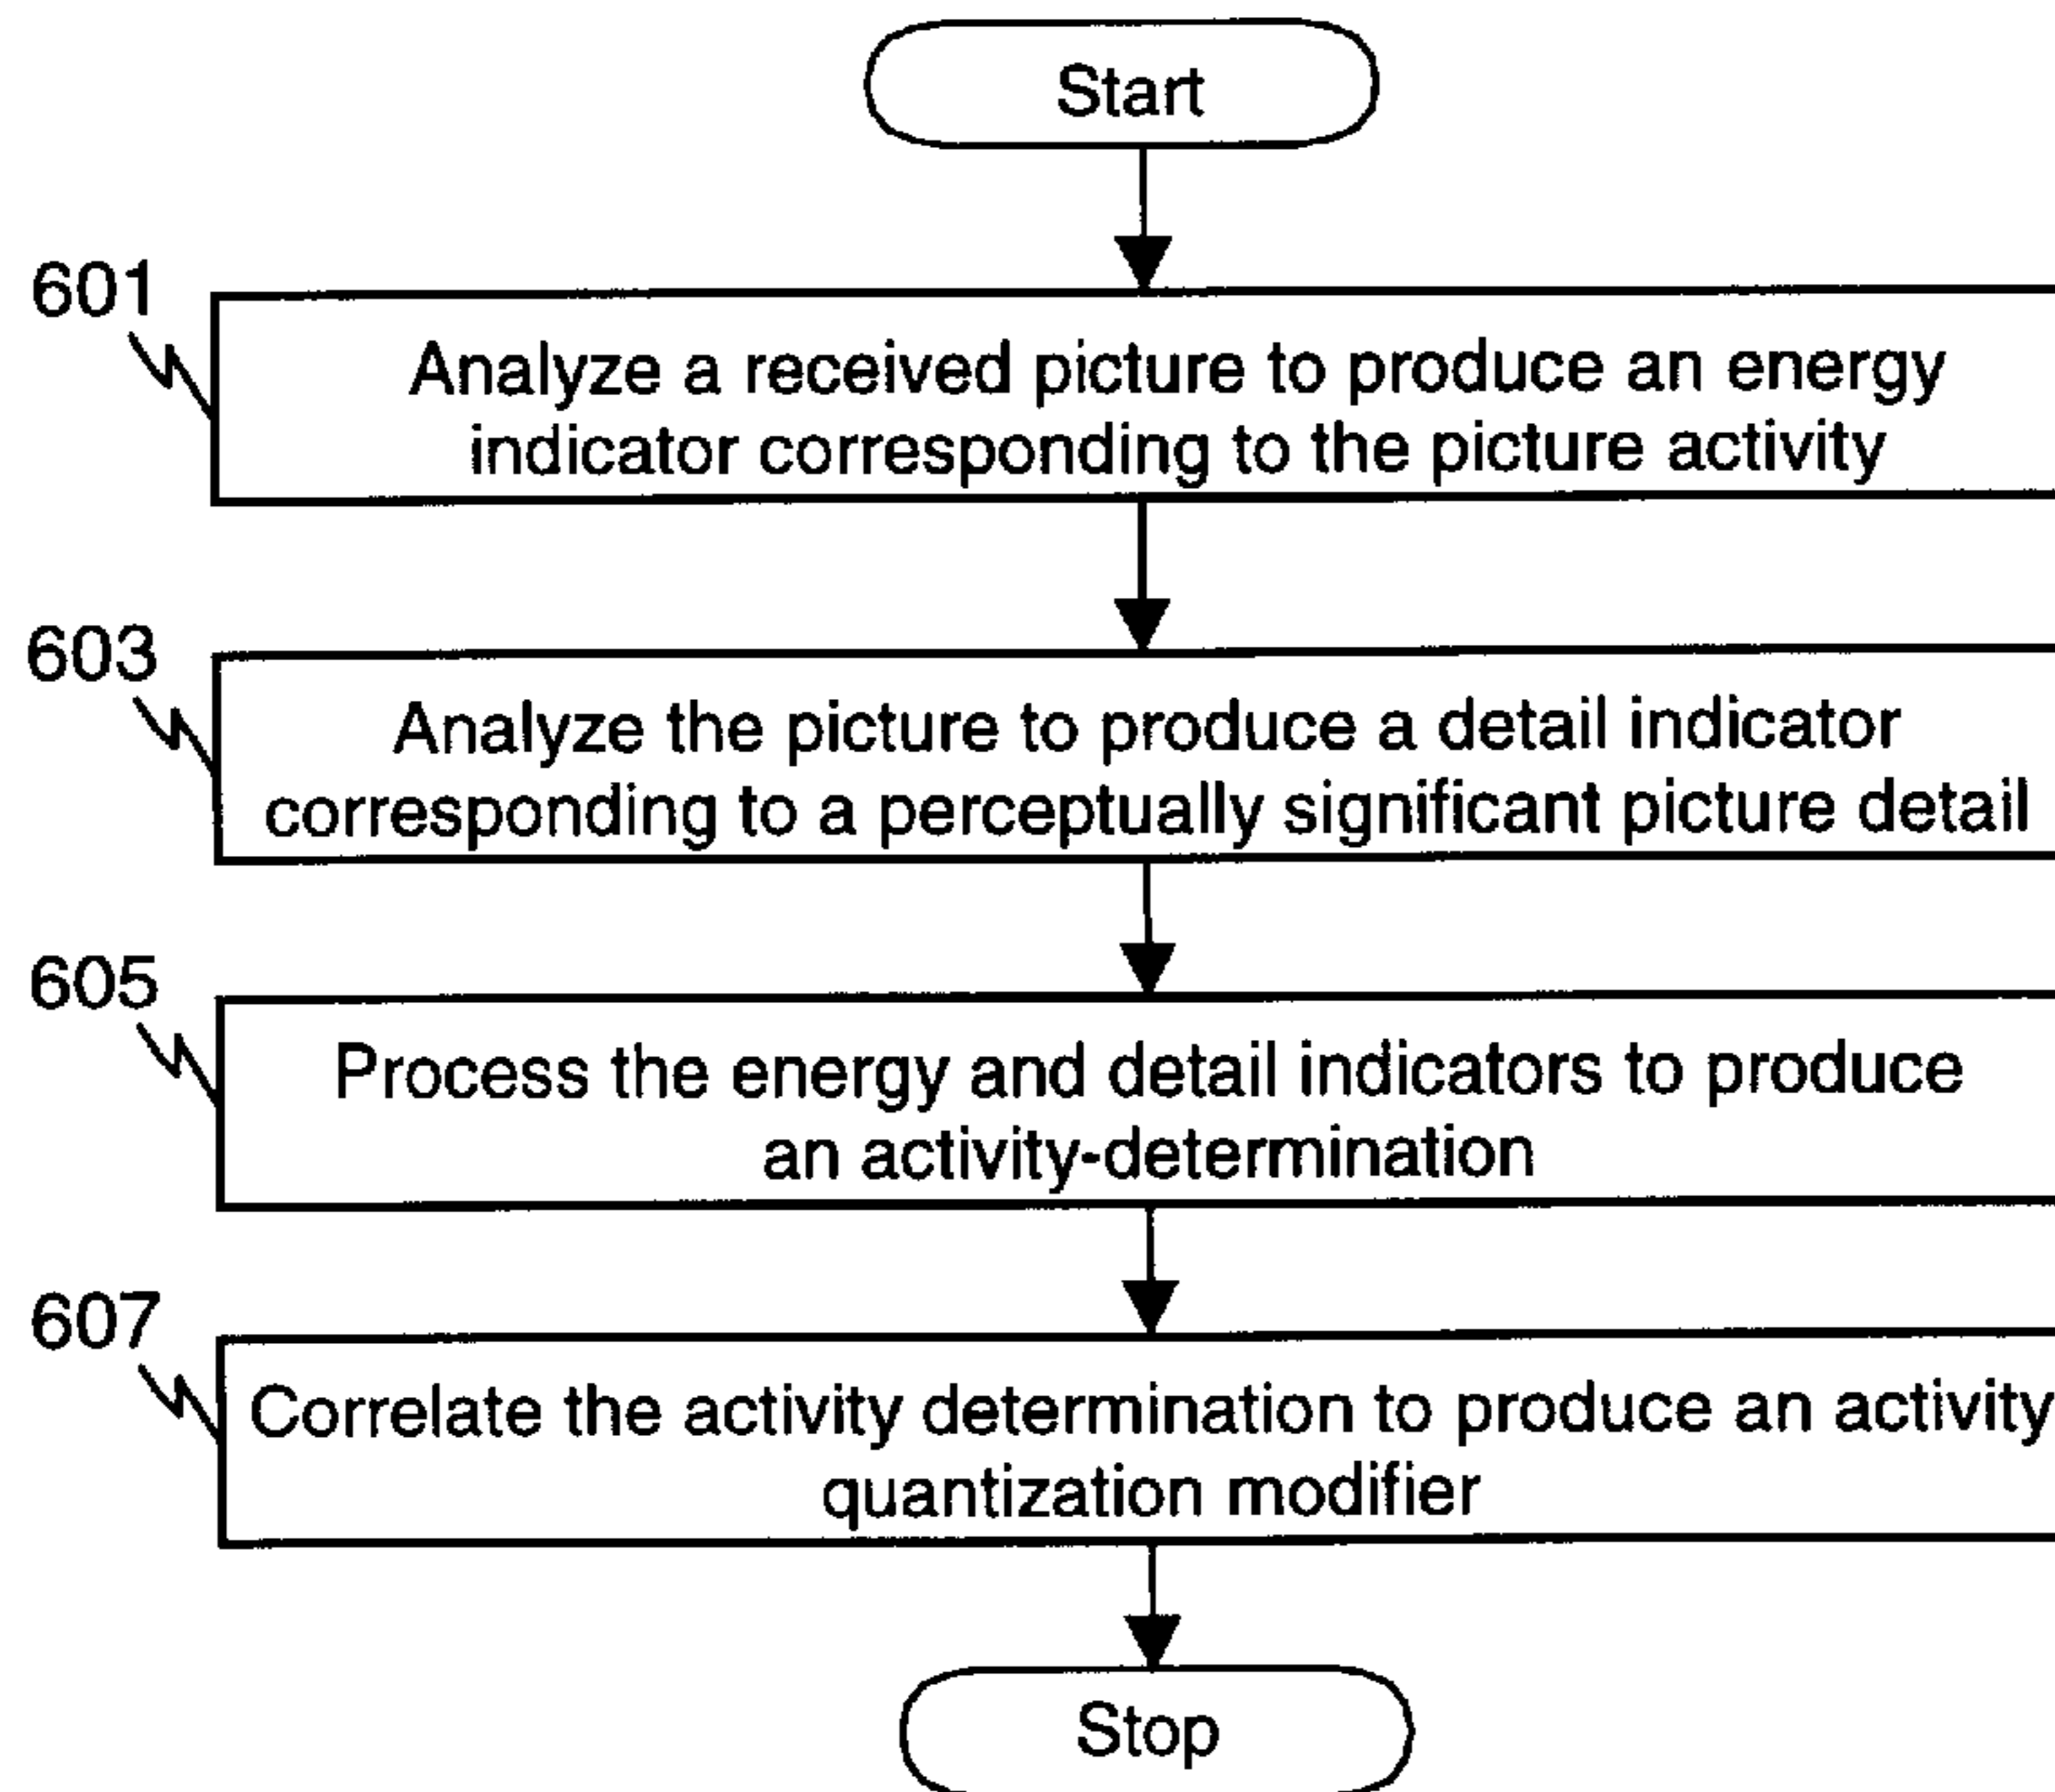 Start
601
Analyze a received picture to produce an energy
indicator corresponding to the picture activity
603
Analyze the picture to produce a detail indicator
corresponding to a perceptually significant picture detail
605
Process the energy and detail indicators to produce
an activity-determination
607
Correlate the activity determination to produce an activity
quantization modifier
Stop